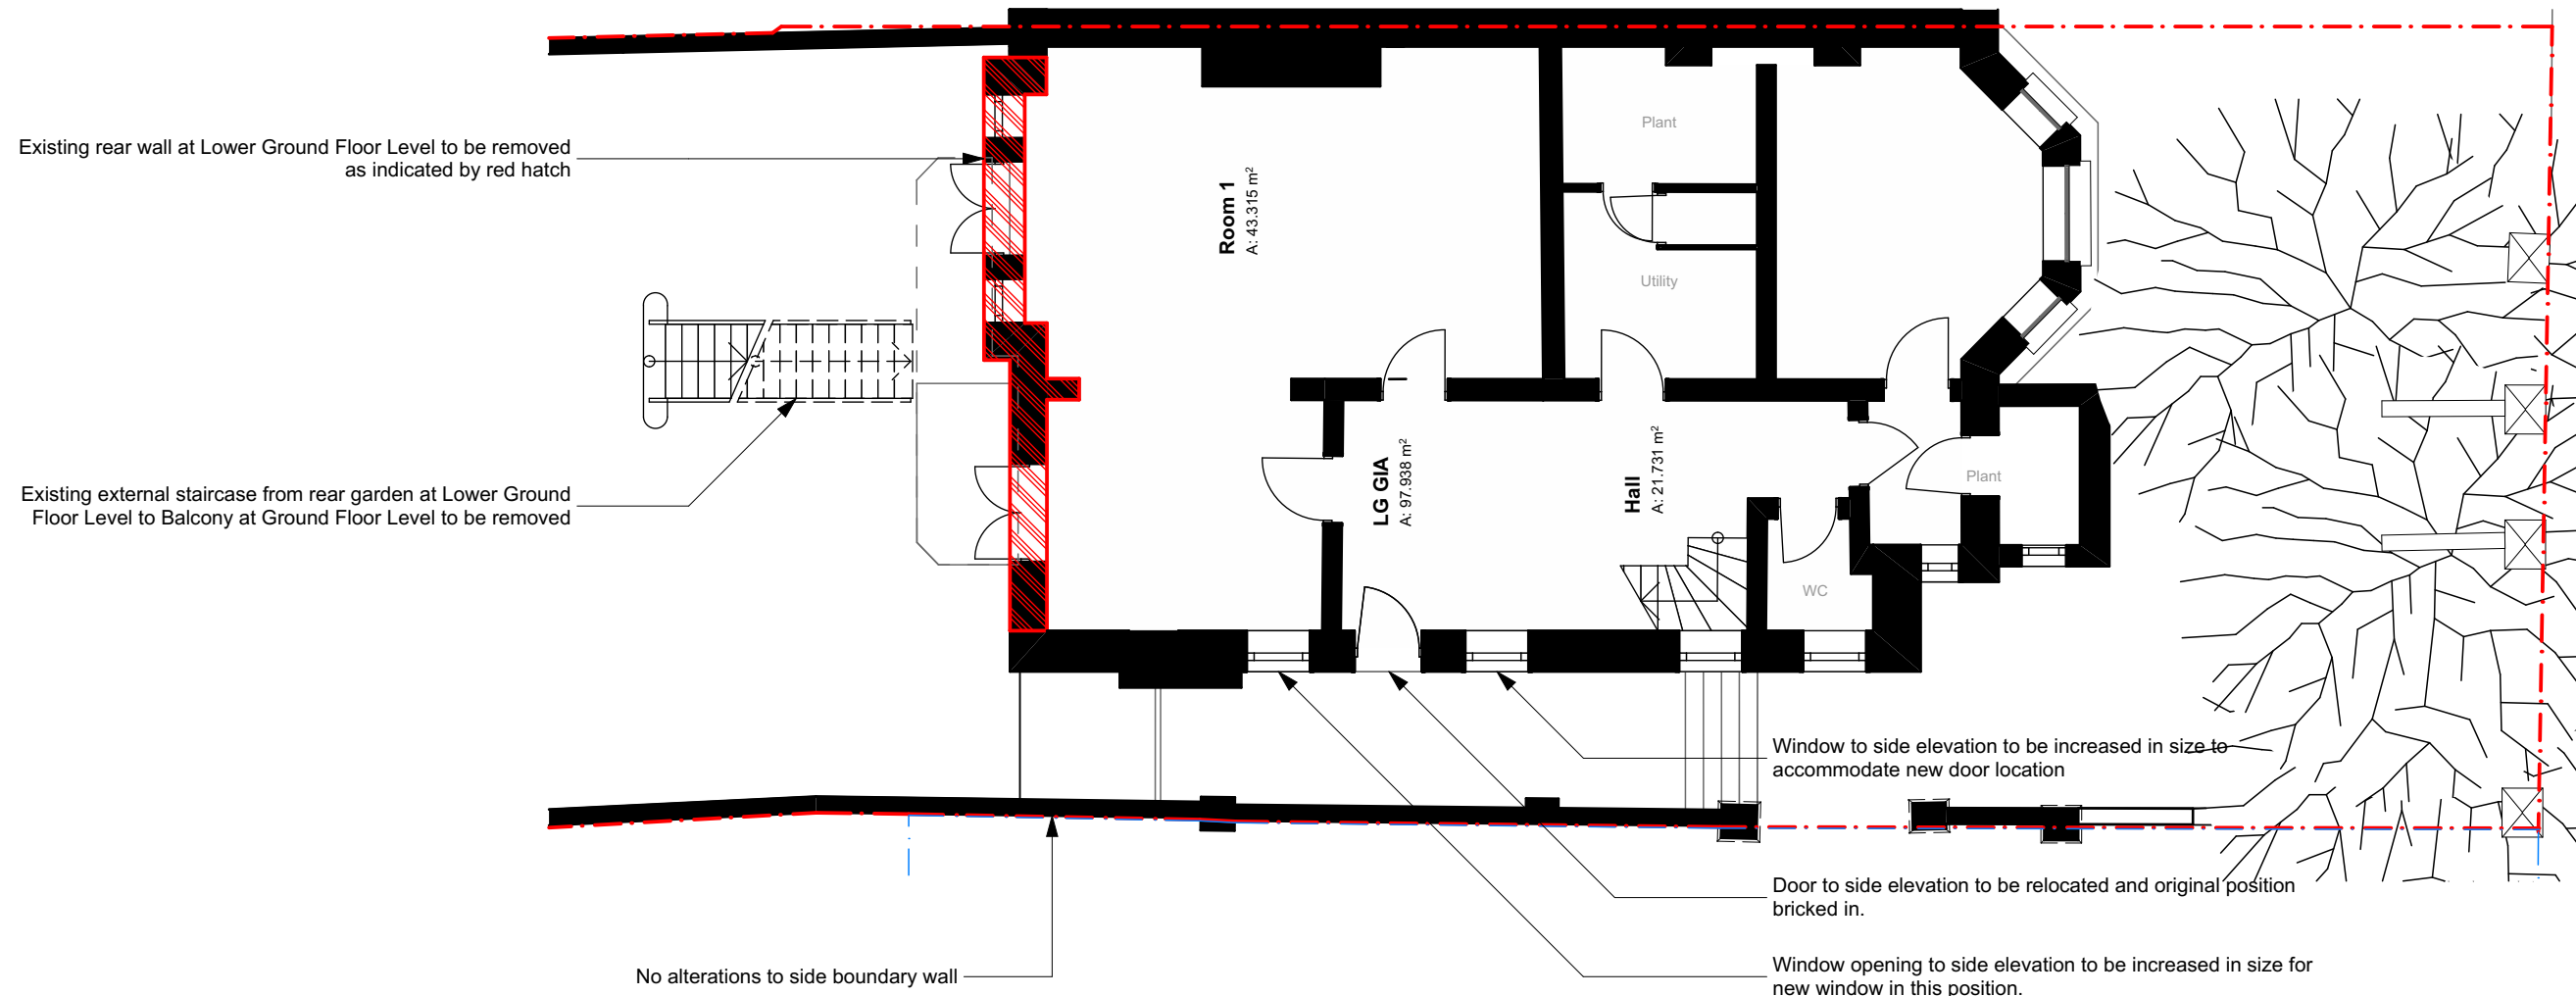 Existing rear wall at Lower Ground Floor Level to be removed
as indicated by red hatch
Existing external staircase from rear garden at Lower Ground
Floor Level to Balcony at Ground Floor Level to be removed
No alterations to side boundary wall
Room 1
A: 43.315 m²
Plant
Utility
LG GIA
A: 97.938 m²
Hall
A: 21.731 m²
Plant
WC
Window to side elevation to be increased in size to
accommodate new door location
Door to side elevation to be relocated and original position
bricked in.
Window opening to side elevation to be increased in size for
new window in this position.